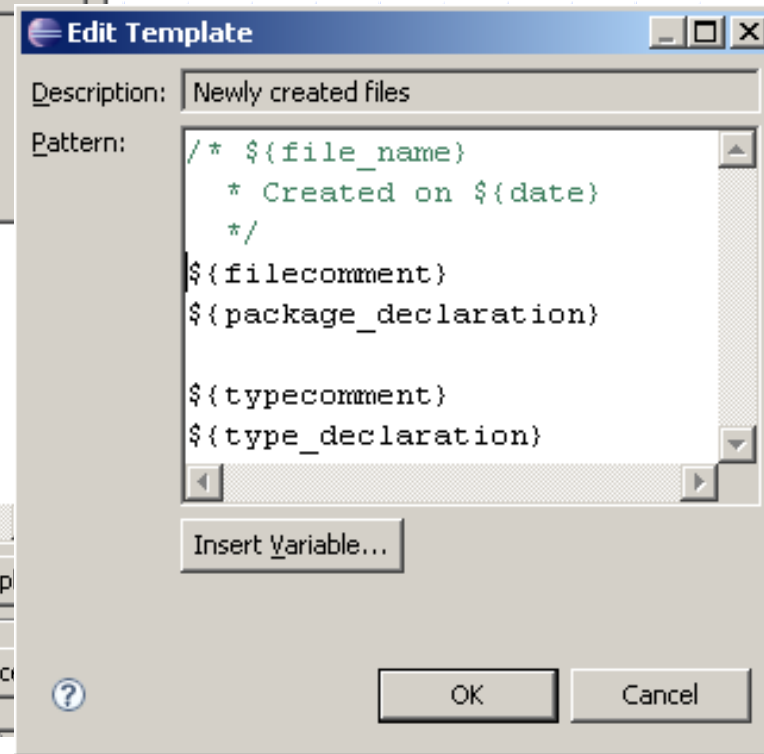 Edit Template
Description: Newly created files
Pattern:
/* ${file_name}
  * Created on ${date}
  */
${filecomment}
${package_declaration}

${typecomment}
${type_declaration}
Insert Variable...
OK Cancel